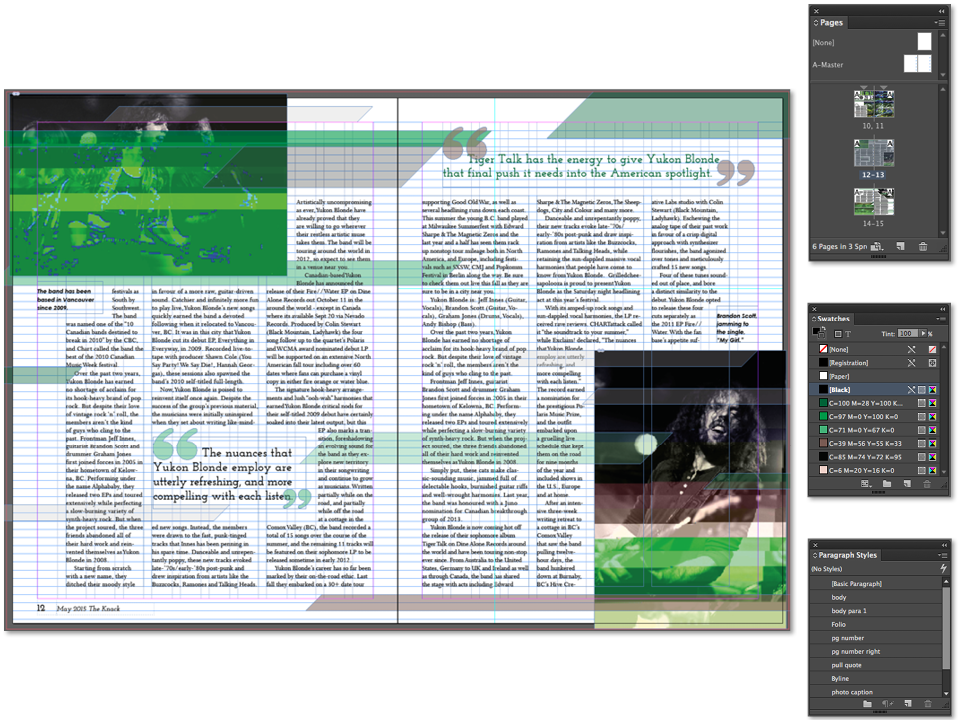 Tiger Talk has the energy to give Yukon Blonde
that final push it needs into the American spotlight.
Artistically uncompromising
as ever, Yukon Blonde have
already proved that they
are willing to go wherever
their restless artistic muse
takes them. The band will be
touring around the world in
2012, so expect to see them
in a venue near you.
The band has been
based in Vancouver
since 2009.
festivals as
South by
Southwest.
The band
was named one of the "10
Canadian bands destined to
break in 2010" by the CBC,
and Chart called the band the
best of the 2010 Canadian
Music Week festival.
Over the past two years,
Yukon Blonde has earned
no shortage of acclaim for
its hook-heavy brand of pop
rock. But despite their love
of vintage rock 'n' roll, the
members aren't the kind
of guys who cling to the
past. Frontman Jeff Innes,
guitarist Brandon Scott and
drummer Graham Jones
first joined forces in 2005 in
their hometown of Kelow-
na, BC. Performing under
the name Alphababy, they
released two EPs and toured
extensively while perfecting
a slow-burning variety of
synth-heavy rock. But when
the project soured, the three
friends abandoned all of
their hard work and rein-
vented themselves as Yukon
Blonde in 2008.
Starting from scratch
with a new name, they
ditched their moody style
in favour of a more raw, guitar-driven
sound. Catchier and infinitely more fun
to play live, Yukon Blonde's new songs
quickly earned the band a devoted
following when it relocated to Vancou-
ver, BC. It was in this city that Yukon
Blonde cut its debut EP, Everything in
Everyway, in 2009. Recorded live-to-
tape with producer Shawn Cole (You
Say Party! We Say Die!, Hannah Geor-
gas), these sessions also spawned the
band's 2010 self-titled full-length.
Now, Yukon Blonde is poised to
reinvent itself once again. Despite the
success of the group's previous material,
the musicians were initially uninspired
when they set about writing like-mind-
The nuances that
Yukon Blonde employ are
utterly refreshing, and more
compelling with each listen.
ed new songs. Instead, the members
were drawn to the fast, punk-tinged
tracks that Innes has been penning in
his spare time. Danceable and unrepen-
tantly poppy, these new tracks evoked
late-'70s/early-'80s post-punk and
drew inspiration from artists like the
Buzzcocks, Ramones and Talking Heads.
Canadian-based Yukon
Blonde has announced the
release of their Fire//Water EP on Dine
Alone Records out October 11 in the
around the world - except in Canada
where its available Sept. 20 via Nevado
Records. Produced by Colin Stewart
(Black Mountain, Ladyhawk) the four
song follow up to the quartet's Polaris
and WCMA award nominated debut LP
will be supported on an extensive North
American fall tour including over 60
dates where fans can purchase a vinyl
copy in either fire orange or water blue.
The signature hook-heavy arrange-
ments and lush "ooh-wah" harmonies that
earned Yukon Blonde critical nods for
their self-titled 2009 debut have certainly
soaked into their latest output, but this
EP also marks a tran-
sition, foreshadowing
an evolving sound for
the band as they ex-
plore new territory
in their songwriting
and continue to grow
as musicians. Written
partially while on the
road, and partially
while off the road
at a cottage in the
Comox Valley (BC), the band recorded a
total of 15 songs over the course of the
summer, and the remaining 11 tracks will
be featured on their sophomore LP to be
released sometime in early 2012.
Yukon Blonde's career has so far been
marked by their on-the-road ethic. Last
fall they embarked on a 30+ date tour
supporting Good Old War, as well as
several headlining runs down each coast.
This summer the young B.C. band played
at Milwaukee Summerfest with Edward
Sharpe & The Magnetic Zeros, The
last year and a half has seen them rack
up nonstop tour mileage both in North
America, and Europe, including festi-
vals such as SXSW, CMJ and Popkomm
Festival in Berlin along the way. Be sure
to check them out live this fall as they are
sure to be in a city near you.
Yukon Blonde is: Jeff Innes (Guitar,
Vocals), Brandon Scott (Guitar, Vo-
cals), Graham Jones (Drums, Vocals),
Andy Bishop (Bass).
Over the past two years, Yukon
Blonde has earned no shortage of
acclaim for its hook-heavy brand of pop
rock. But despite their love of vintage
rock 'n' roll, the members aren't the
kind of guys who cling to the past.
Frontman Jeff Innes, guitarist
Brandon Scott and drummer Graham
Jones first joined forces in 2005 in their
hometown of Kelowna, BC. Perform-
ing under the name Alphababy, they
released two EPs and toured extensively
while perfecting a slow-burning variety
of synth-heavy rock. But when the proj-
ect soured, the three friends abandoned
all of their hard work and reinvented
themselves as Yukon Blonde in 2008.
Simply put, these cats make clas-
sic-sounding music, jammed full of
delectable hooks, burnished guitar riffs
and well-wrought harmonies. Last year,
the band was honoured with a Juno
nomination for Canadian breakthrough
group of 2011.
Yukon Blonde is now coming hot off
the release of their sophomore album
Tiger Talk on Dine Alone Records around
the world and have been touring non-stop
ever since. From Australia to the United
States, Germany to UK and Ireland as well
as through Canada, the band has shared
the stage with acts including Edward
Sharpe & The Magnetic Zeros, The Sheep-
dogs, City and Colour and many more.
Danceable and unrepentantly poppy,
their new tracks evoke late-'70s/
early-'80s post-punk and draw inspi-
ration from artists like the Buzzcocks,
Ramones and Talking Heads, while
retaining the sun-dappled massive vocal
harmonies that people have come to
know from Yukon Blonde. Grilledchee-
senapoloons is proud to present Yukon
Blonde as the Saturday night headlining
act at this year's festival.
With its amped-up rock songs and
sun-dappled vocal harmonies, the LP re-
ceived rave reviews. CHARTattack called
it "the soundtrack to your summer,"
while Exclaim! declared, "The nuances
that Yukon Blonde
employ are utterly
refreshing, and
more compelling
with each listen."
The record earned
a nomination for
the prestigious Po-
laris Music Prize,
and the outfit
embarked upon
a grueling live
schedule that kept
them on the road
for nine months
of the year and
included shows in
the U.S., Europe
and at home.
After an inten-
sive three-week
writing retreat to
a cottage in BC's
Comox Valley
that saw the band
pulling twelve-
hour days, the
band hunkered
down at Burnaby,
BC's Hive Cre-
ative Labs studio with Colin
Stewart (Black Mountain,
Ladyhawk). Eschewing the
analog tape of their past work
in favour of a crisp digital
approach with synthesizer
flourishes, the band agonized
over tones and meticulously
crafted 15 new songs.
Four of these tunes sound-
ed out of place, and bore
a distinct similarity to the
debut. Yukon Blonde opted
to release these four
cuts separately as
the 2011 EP Fire//
Water. With the fan
base's appetite suf-
Brandon Scott,
jamming to
the single,
"My Girl."
12 May 2015 The Knack
Pages
[None]
A-Master
A
A
10, 11
12-13
14-15
6 Pages in 3 Spr
Swatches
T
Tint: 100 %
[None]
[Registration]
[Paper]
[Black]
C=100 M=28 Y=100 K...
C=97 M=0 Y=100 K=0
C=71 M=0 Y=67 K=0
C=39 M=56 Y=55 K=33
C=85 M=74 Y=72 K=95
C=6 M=20 Y=16 K=0
Paragraph Styles
(No Styles)
[Basic Paragraph]
body
body para 1
Folio
pg number
pg number right
pull quote
Byline
photo caption